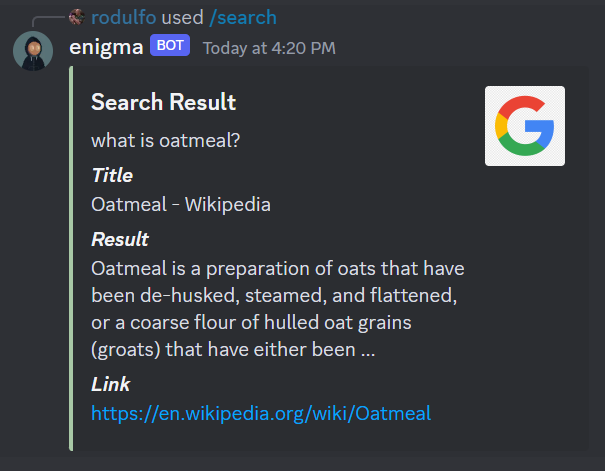 rodulfo used /search
enigma BOT Today at 4:20 PM
Search Result
what is oatmeal?
Title
Oatmeal - Wikipedia
Result
Oatmeal is a preparation of oats that have
been de-husked, steamed, and flattened,
or a coarse flour of hulled oat grains
(groats) that have either been ...
Link
https://en.wikipedia.org/wiki/Oatmeal